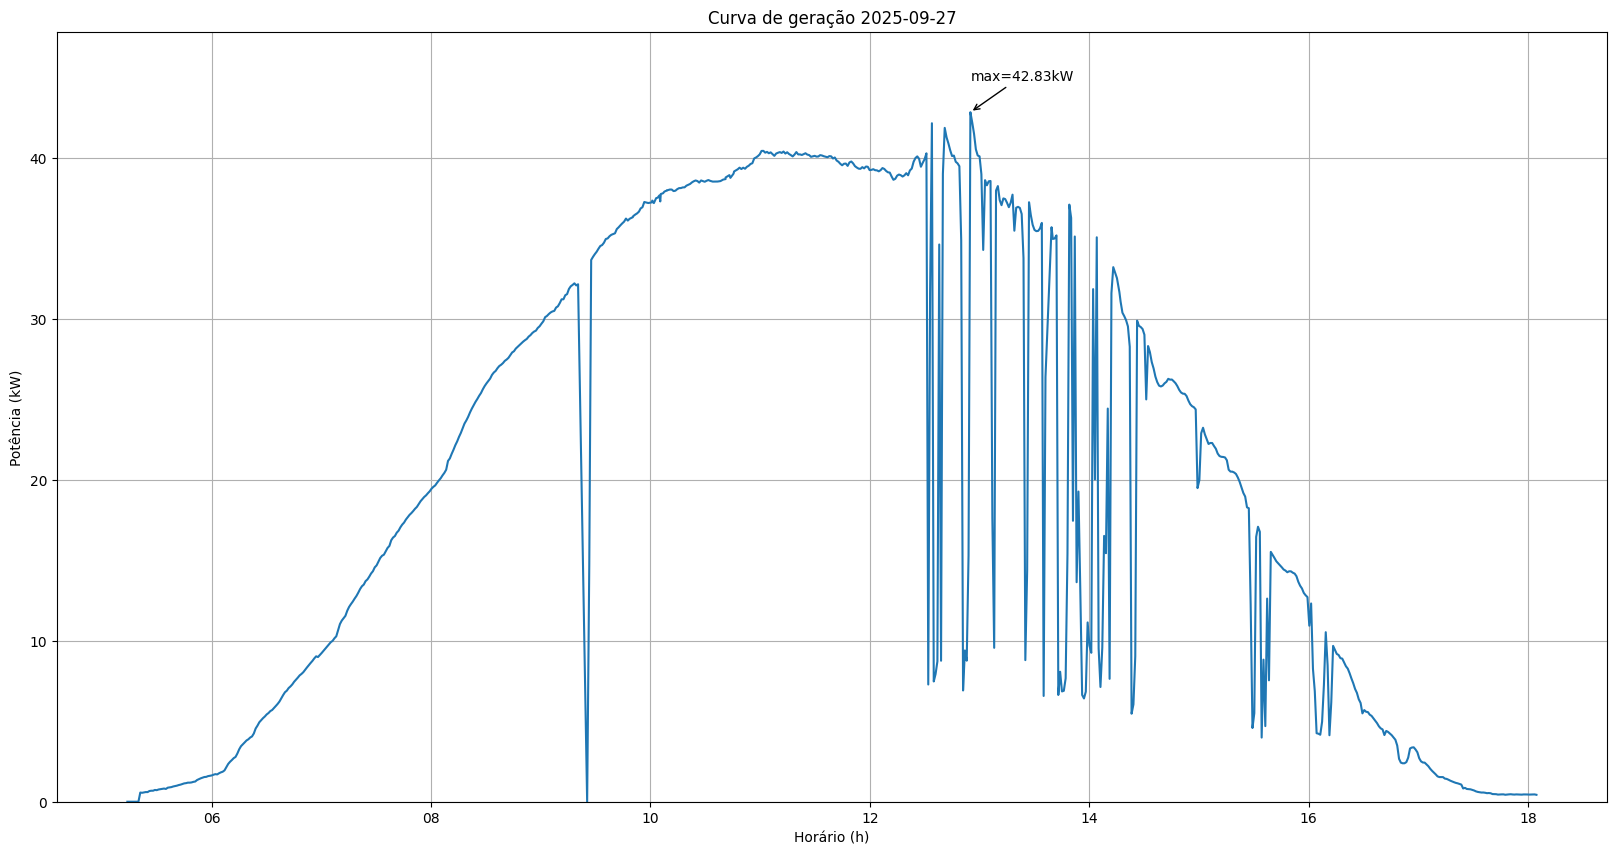 Curva de geração 2025-09-27
max=42.83kW
40
30
20
10
0
Potência (kW)
06 08 10 12 14 16 18
Horário (h)